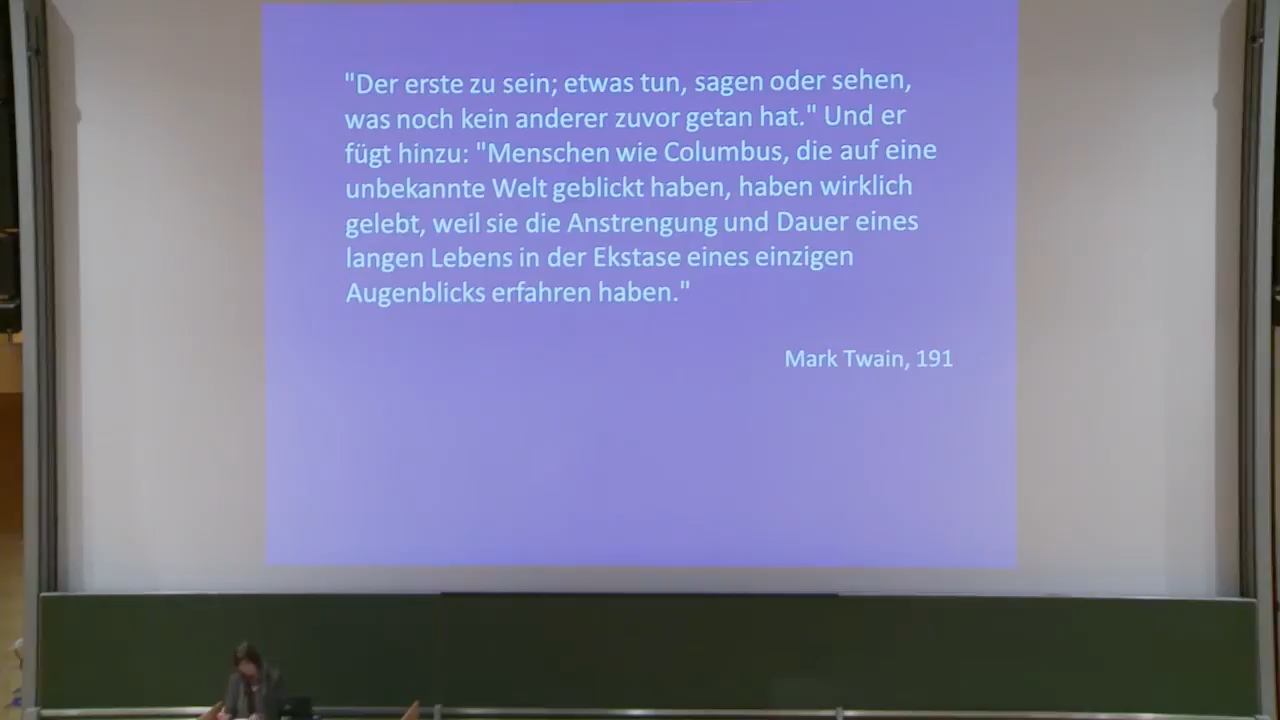 "Der erste zu sein; etwas tun, sagen oder sehen,
was noch kein anderer zuvor getan hat." Und er
fügt hinzu: "Menschen wie Columbus, die auf eine
unbekannte Welt geblickt haben, haben wirklich
gelebt, weil sie die Anstrengung und Dauer eines
langen Lebens in der Ekstase eines einzigen
Augenblicks erfahren haben."
Mark Twain, 191